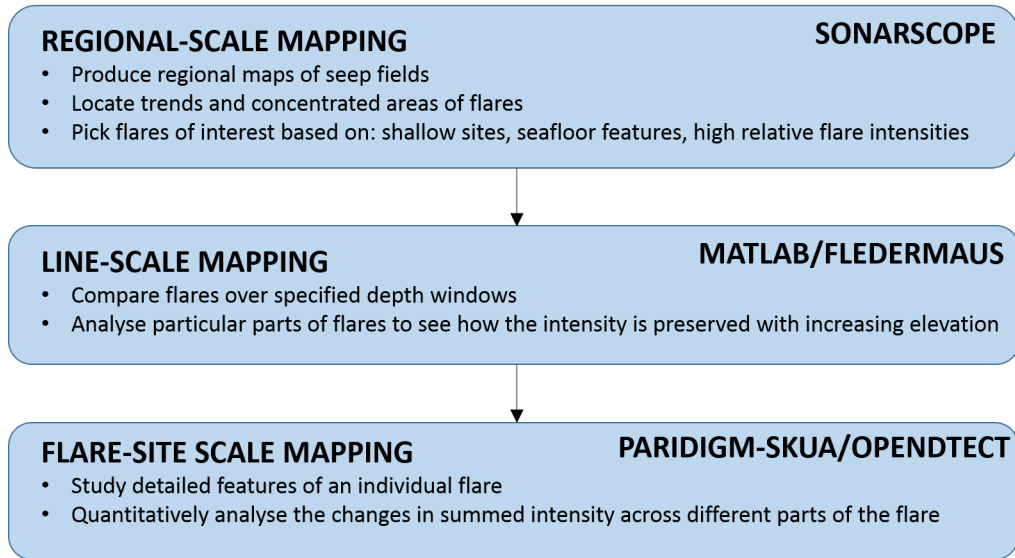 REGIONAL-SCALE MAPPING
SONARSCOPE
• Produce regional maps of seep fields
• Locate trends and concentrated areas of flares
• Pick flares of interest based on: shallow sites, seafloor features, high relative flare intensities
LINE-SCALE MAPPING
MATLAB/FLEDERMAUS
• Compare flares over specified depth windows
• Analyse particular parts of flares to see how the intensity is preserved with increasing elevation
FLARE-SITE SCALE MAPPING
PARIDIGM-SKUA/OPENDTECT
• Study detailed features of an individual flare
• Quantitatively analyse the changes in summed intensity across different parts of the flare